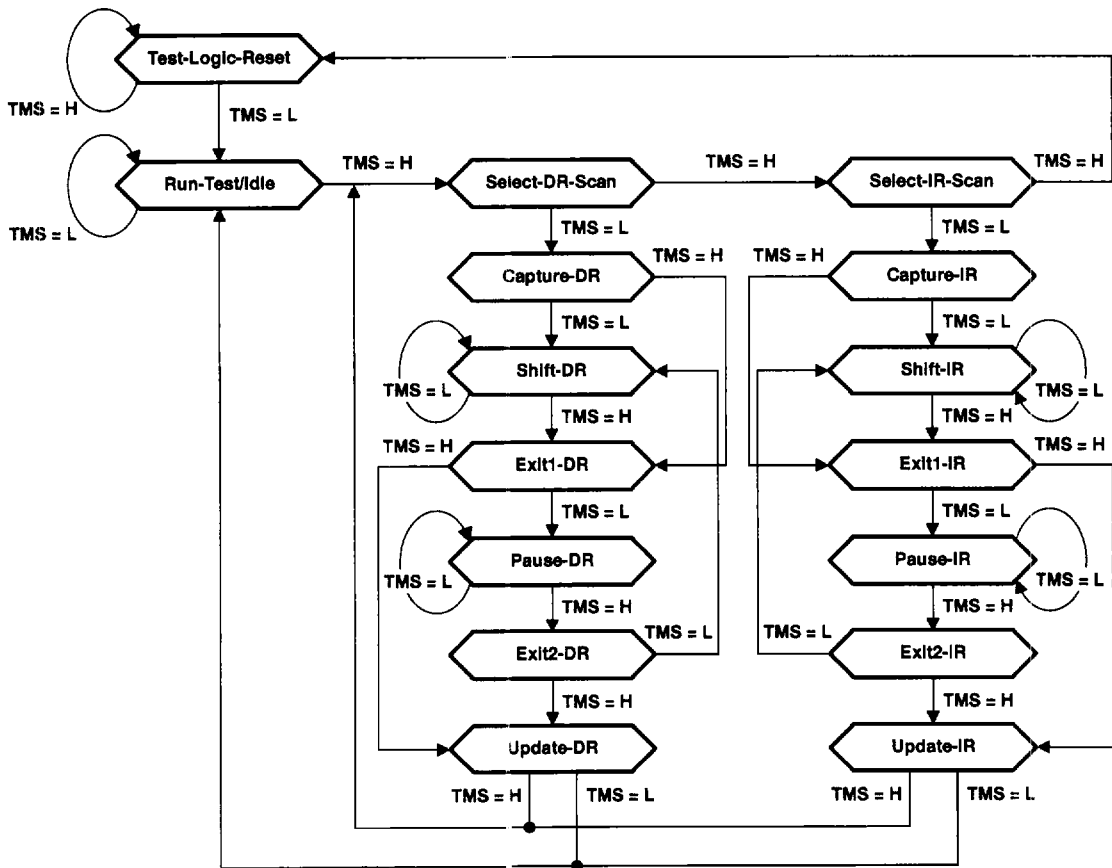 Test-Logic-Reset
TMS = H
TMS = L
TMS = H
TMS = H
TMS = H
Run-Test/Idle
Select-DR-Scan
Select-IR-Scan
TMS = L
TMS = L
TMS = L
TMS = H
TMS = H
Capture-DR
Capture-IR
TMS = L
TMS = L
Shift-DR
Shift-IR
TMS = L
TMS = L
TMS = H
TMS = H
TMS = H
TMS = H
Exit1-DR
Exit1-IR
TMS = L
TMS = L
Pause-DR
Pause-IR
TMS = L
TMS = L
TMS = H
TMS = H
TMS = L
TMS = L
Exit2-DR
Exit2-IR
TMS = H
TMS = H
Update-DR
Update-IR
TMS = H
TMS = L
TMS = H
TMS = L